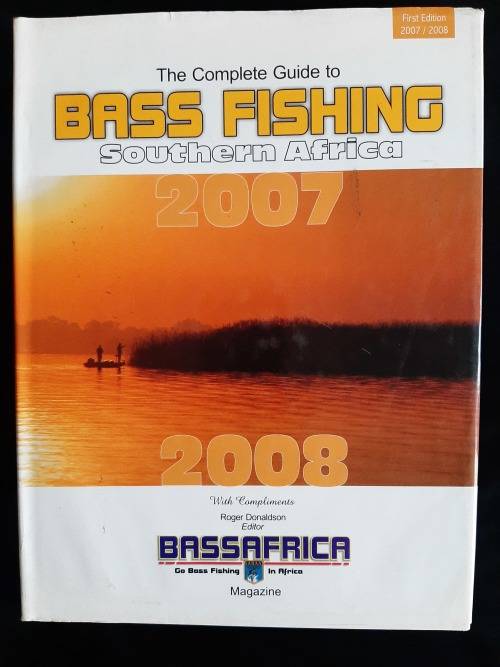 First Edition
2007 / 2008
The Complete Guide to
BASS FISHING
Southern Africa
2007
2008
With Compliments
Roger Donaldson
Editor
BASSAFRICA
Go Bass Fishing In Africa
Magazine